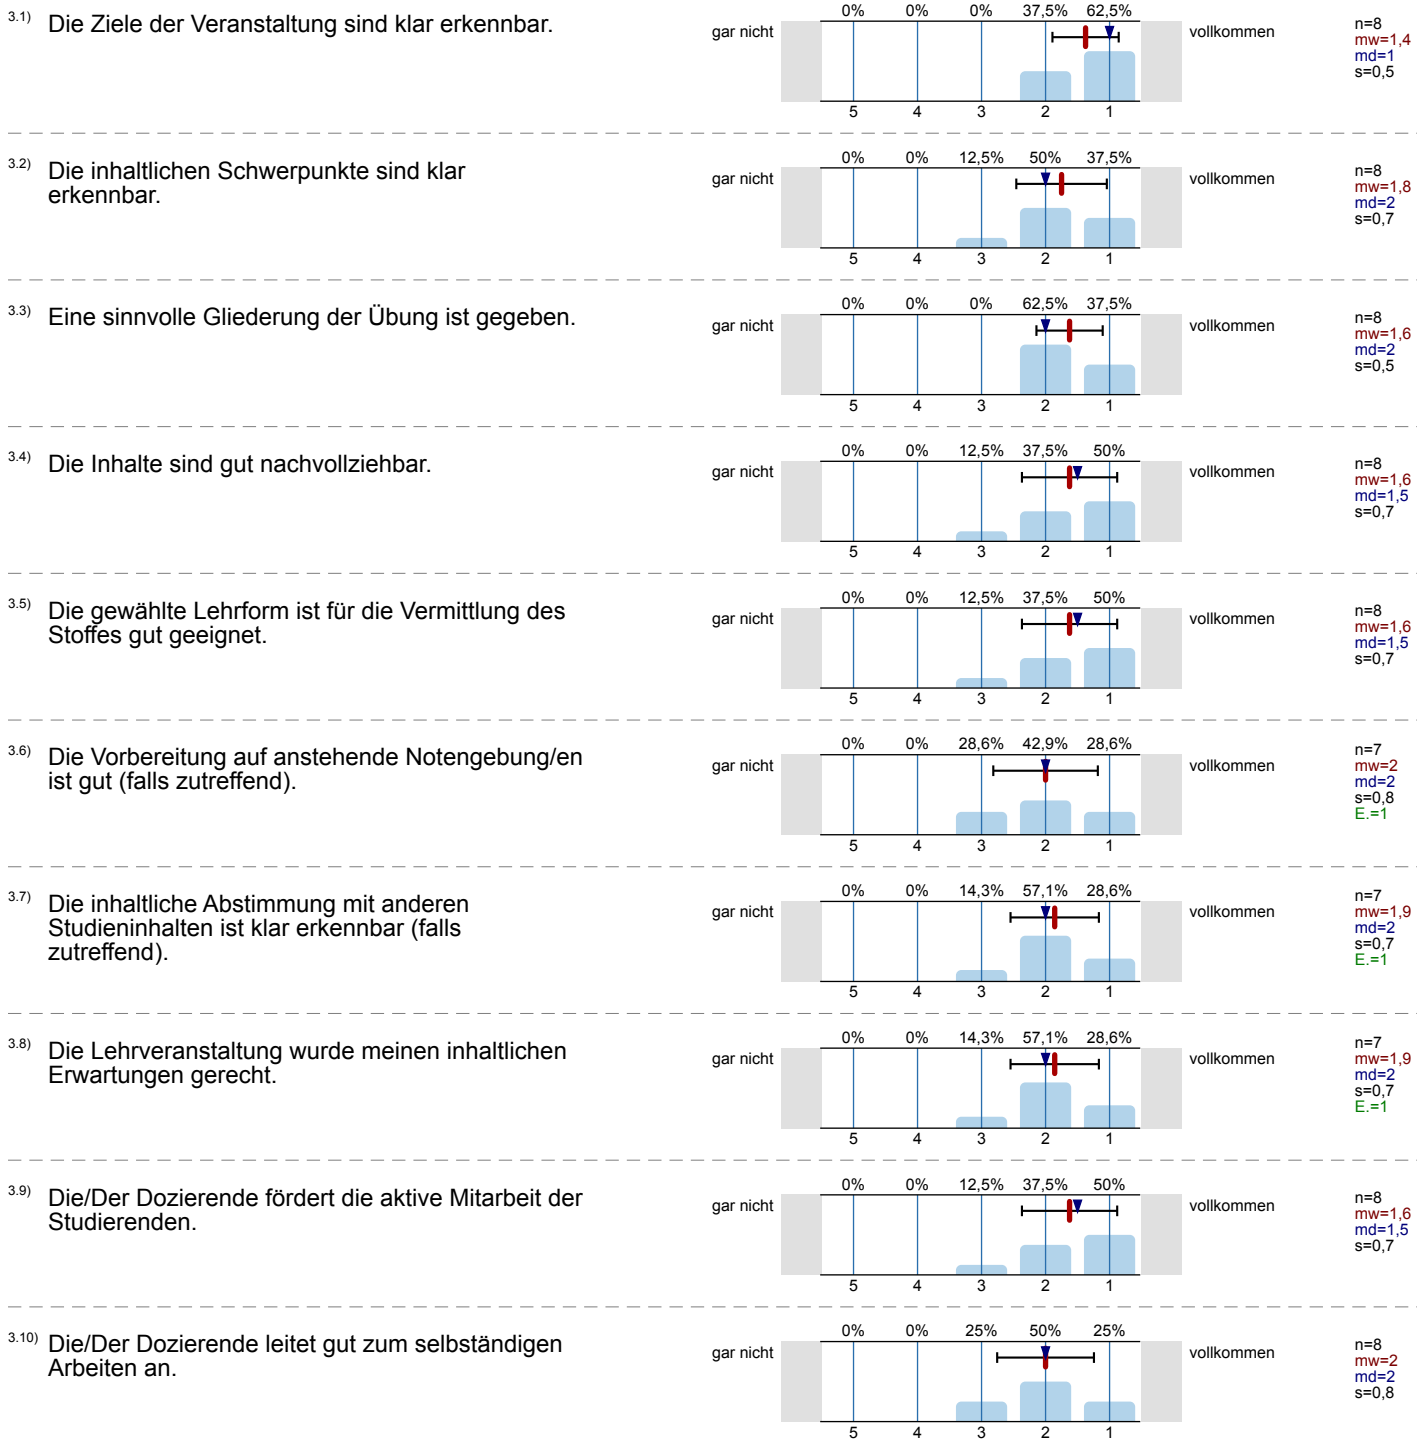 3.1) Die Ziele der Veranstaltung sind klar erkennbar.
0% 0% 0% 37,5% 62,5%
gar nicht vollkommen
5 4 3 2 1
n=8
mw=1,4
md=1
s=0,5
3.2) Die inhaltlichen Schwerpunkte sind klar
erkennbar.
0% 0% 12,5% 50% 37,5%
gar nicht vollkommen
5 4 3 2 1
n=8
mw=1,8
md=2
s=0,7
3.3) Eine sinnvolle Gliederung der Übung ist gegeben.
0% 0% 0% 62,5% 37,5%
gar nicht vollkommen
5 4 3 2 1
n=8
mw=1,6
md=2
s=0,5
3.4) Die Inhalte sind gut nachvollziehbar.
0% 0% 12,5% 37,5% 50%
gar nicht vollkommen
5 4 3 2 1
n=8
mw=1,6
md=1,5
s=0,7
3.5) Die gewählte Lehrform ist für die Vermittlung des
Stoffes gut geeignet.
0% 0% 12,5% 37,5% 50%
gar nicht vollkommen
5 4 3 2 1
n=8
mw=1,6
md=1,5
s=0,7
3.6) Die Vorbereitung auf anstehende Notengebung/en
ist gut (falls zutreffend).
0% 0% 28,6% 42,9% 28,6%
gar nicht vollkommen
5 4 3 2 1
n=7
mw=2
md=2
s=0,8
E.=1
3.7) Die inhaltliche Abstimmung mit anderen
Studieninhalten ist klar erkennbar (falls
zutreffend).
0% 0% 14,3% 57,1% 28,6%
gar nicht vollkommen
5 4 3 2 1
n=7
mw=1,9
md=2
s=0,7
E.=1
3.8) Die Lehrveranstaltung wurde meinen inhaltlichen
Erwartungen gerecht.
0% 0% 14,3% 57,1% 28,6%
gar nicht vollkommen
5 4 3 2 1
n=7
mw=1,9
md=2
s=0,7
E.=1
3.9) Die/Der Dozierende fördert die aktive Mitarbeit der
Studierenden.
0% 0% 12,5% 37,5% 50%
gar nicht vollkommen
5 4 3 2 1
n=8
mw=1,6
md=1,5
s=0,7
3.10) Die/Der Dozierende leitet gut zum selbständigen
Arbeiten an.
0% 0% 25% 50% 25%
gar nicht vollkommen
5 4 3 2 1
n=8
mw=2
md=2
s=0,8